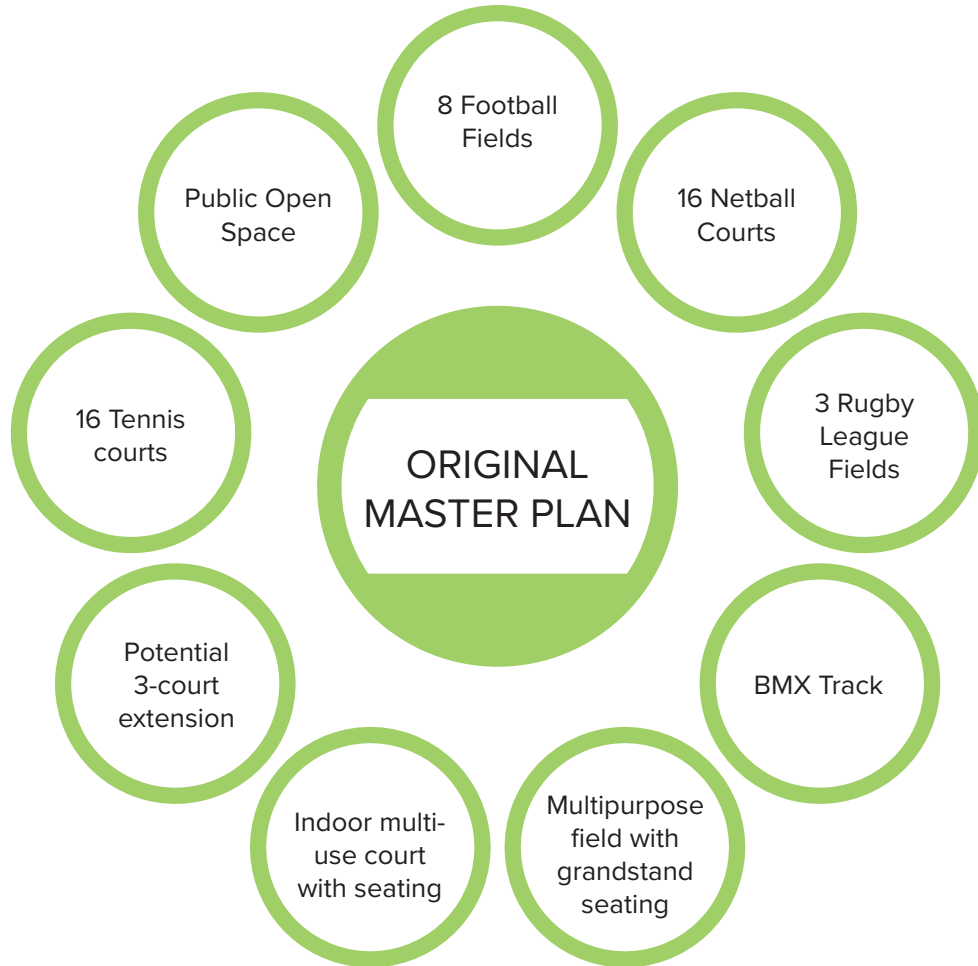 8 Football
Fields
16 Netball
Courts
3 Rugby
League
Fields
BMX Track
Multipurpose
field with
grandstand
seating
Indoor multi-
use court
with seating
Potential
3-court
extension
16 Tennis
courts
Public Open
Space
ORIGINAL
MASTER PLAN